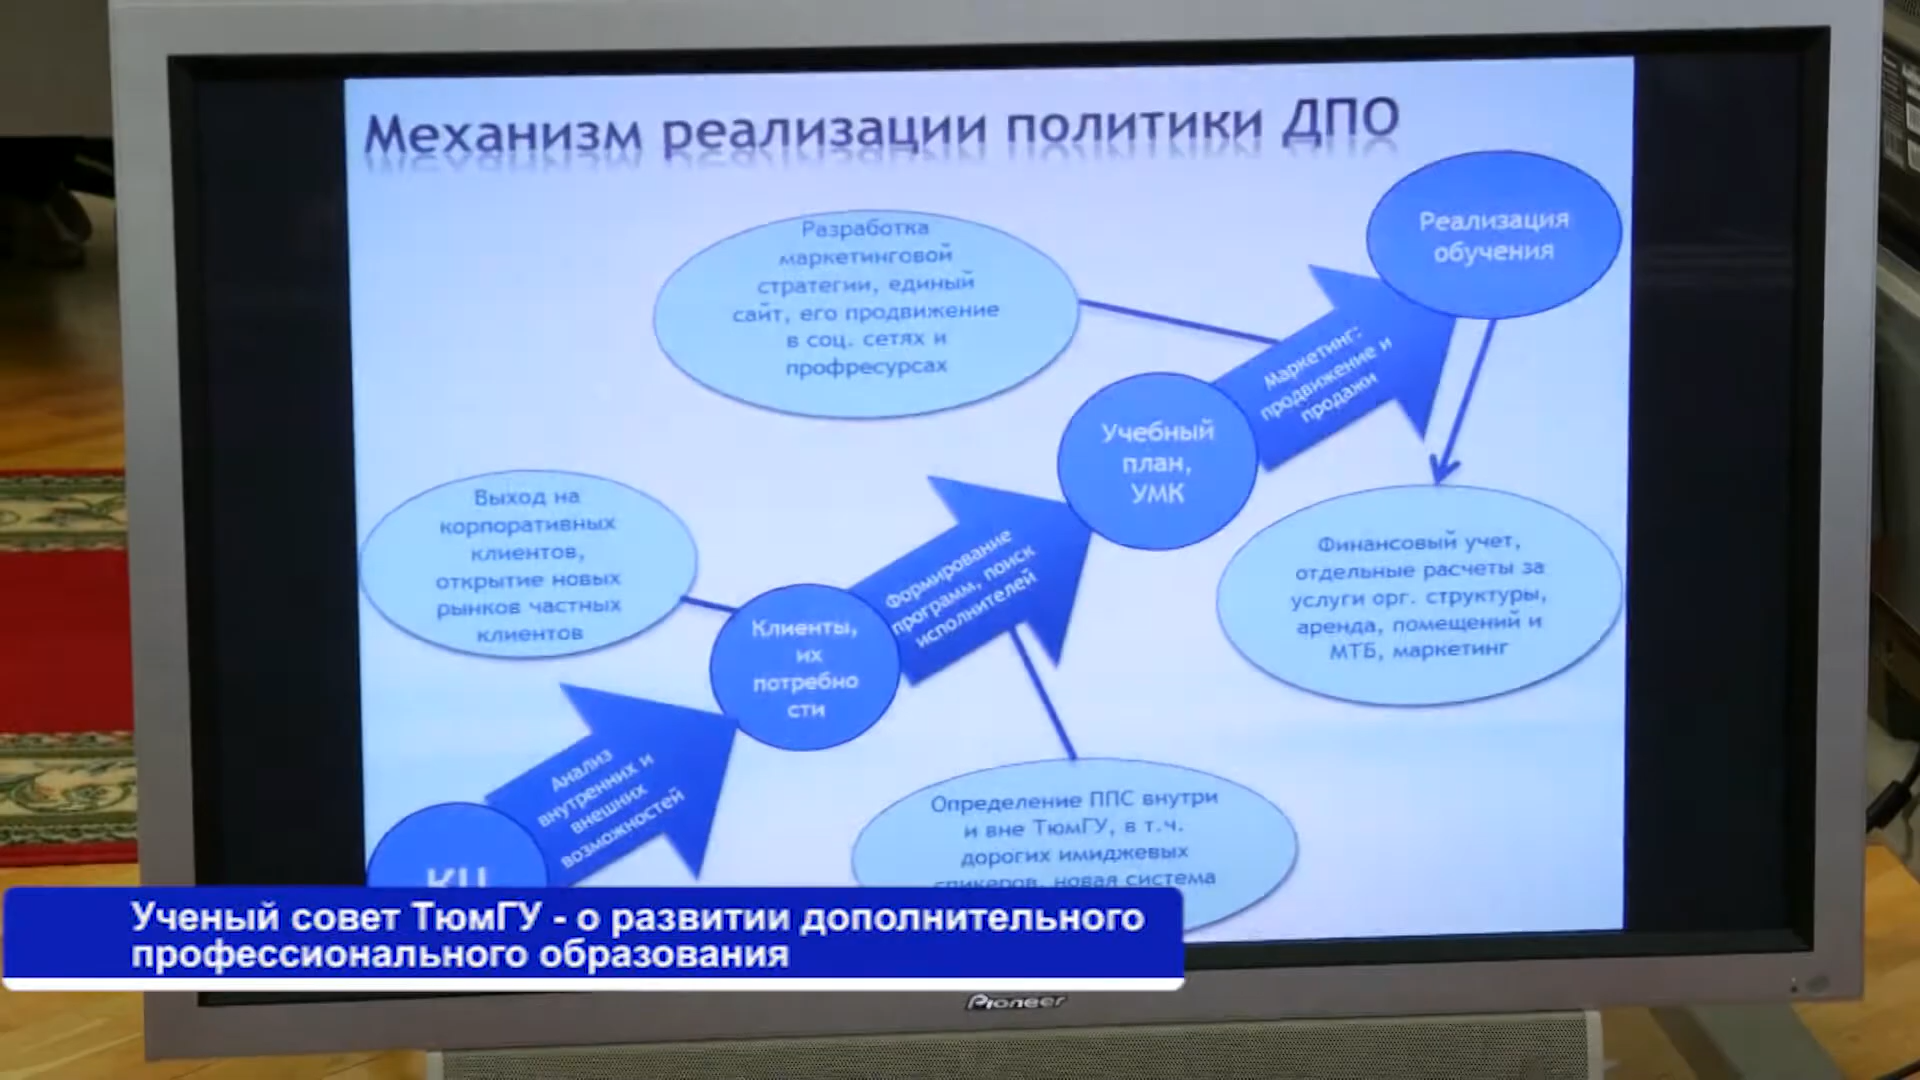 Механизм реализации политики ДПО
Реализация
обучения
Разработка
маркетинговой
стратегии, единый
сайт, его продвижение
в соц. сетях и
профресурсах
Маркетинг:
продвижение и
продажи
Учебный
план,
УМК
Выход на
корпоративных
клиентов,
открытие новых
рынков частных
клиентов
Формирование
программ, поиск
исполнителей
Финансовый учет,
отдельные расчеты за
услуги орг. структуры,
аренда, помещений и
МТБ, маркетинг
Клиенты,
их
потребно
сти
Анализ
внутренних и
внешних
возможностей
Определение ППС внутри
и вне ТюмГУ, в т.ч.
дорогих имиджевых
спикеров, новая система
Ученый совет ТюмГУ - о развитии дополнительного
профессионального образования
Pioneer